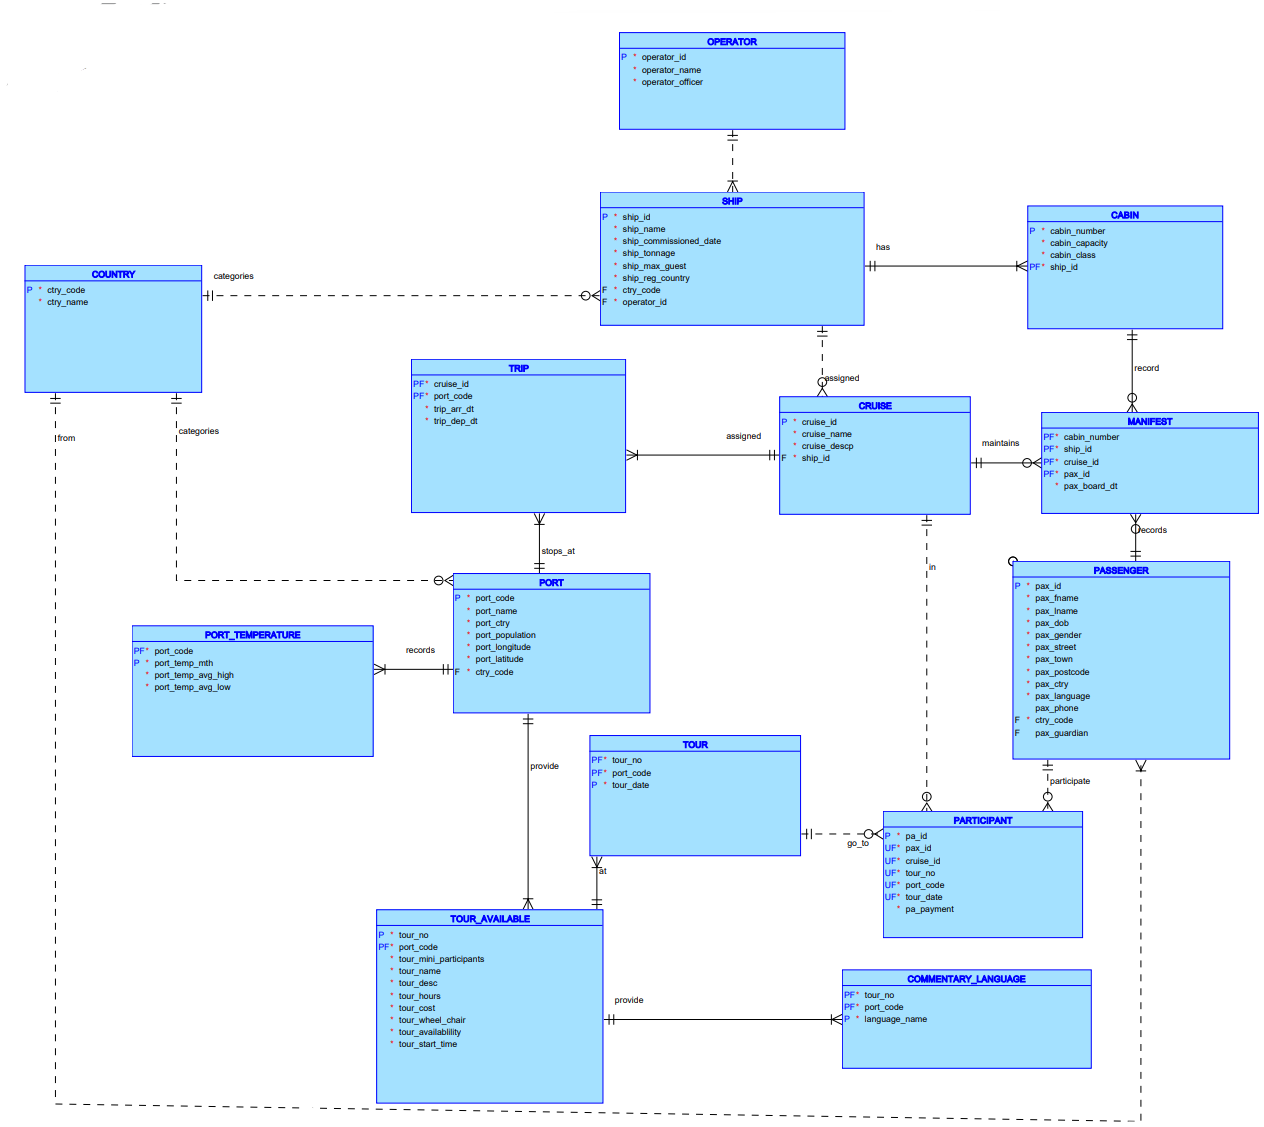 OPERATOR
P * operator_id
* operator_name
* operator_officer
SHIP
P * ship_id
* ship_name
* ship_commissioned_date
* ship_tonnage
* ship_max_guest
* ship_reg_country
F * ctry_code
F * operator_id
has
CABIN
P * cabin_number
* cabin_capacity
* cabin_class
PF* ship_id
COUNTRY
P * ctry_code
* ctry_name
categories
assigned
record
TRIP
PF* cruise_id
PF* port_code
* trip_arr_dt
* trip_dep_dt
assigned
CRUISE
P * cruise_id
* cruise_name
* cruise_descp
F * ship_id
maintains
MANIFEST
PF* cabin_number
PF* ship_id
PF* cruise_id
PF* pax_id
* pax_board_dt
from
categories
stops_at
in
records
PORT
P * port_code
* port_name
* port_ctry
* port_population
* port_longitude
* port_latitude
F * ctry_code
PASSENGER
P * pax_id
* pax_fname
* pax_lname
* pax_dob
* pax_gender
* pax_street
* pax_town
* pax_postcode
* pax_ctry
* pax_language
pax_phone
F * ctry_code
F pax_guardian
PORT_TEMPERATURE
PF* port_code
P * port_temp_mth
* port_temp_avg_high
* port_temp_avg_low
records
provide
TOUR
PF* tour_no
PF* port_code
P * tour_date
participate
go_to
at
PARTICIPANT
P * pa_id
UF* pax_id
UF* cruise_id
UF* tour_no
UF* port_code
UF* tour_date
* pa_payment
TOUR_AVAILABLE
P * tour_no
PF* port_code
* tour_mini_participants
* tour_name
* tour_desc
* tour_hours
* tour_cost
* tour_wheel_chair
* tour_availablility
* tour_start_time
provide
COMMENTARY_LANGUAGE
PF* tour_no
PF* port_code
P * language_name